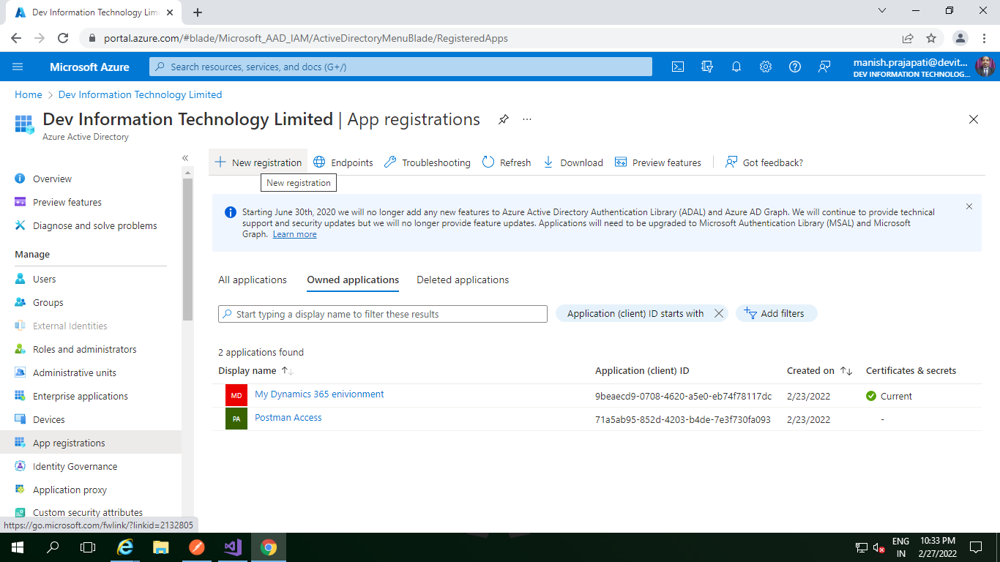 Dev Information Technology Lim
portal.azure.com/#blade/Microsoft_AAD_IAM/ActiveDirectoryMenuBlade/RegisteredApps
Microsoft Azure
Search resources, services, and docs (G+/)
manish.prajapati@devit...
DEV INFORMATION TECHNOLOG...
Home > Dev Information Technology Limited
Dev Information Technology Limited | App registrations
Azure Active Directory
Overview
Preview features
Diagnose and solve problems
Manage
Users
Groups
External Identities
Roles and administrators
Administrative units
Enterprise applications
Devices
App registrations
Identity Governance
Application proxy
Custom security attributes
https://go.microsoft.com/fwlink/?linkid=2132805
New registration Endpoints Troubleshooting Refresh Download Preview features Got feedback?
New registration
Starting June 30th, 2020 we will no longer add any new features to Azure Active Directory Authentication Library (ADAL) and Azure AD Graph. We will continue to provide technical
support and security updates but we will no longer provide feature updates. Applications will need to be upgraded to Microsoft Authentication Library (MSAL) and Microsoft
Graph. Learn more
All applications Owned applications Deleted applications
Start typing a display name to filter these results
Application (client) ID starts with
Add filters
2 applications found
Display name Application (client) ID Created on Certificates & secrets
MD My Dynamics 365 enivionment 9beaecd9-0708-4620-a5e0-eb74f78117dc 2/23/2022 Current
PA Postman Access 71a5ab95-852d-4203-b4de-7e3f730fa093 2/23/2022 -
ENG
IN
10:33 PM
2/27/2022